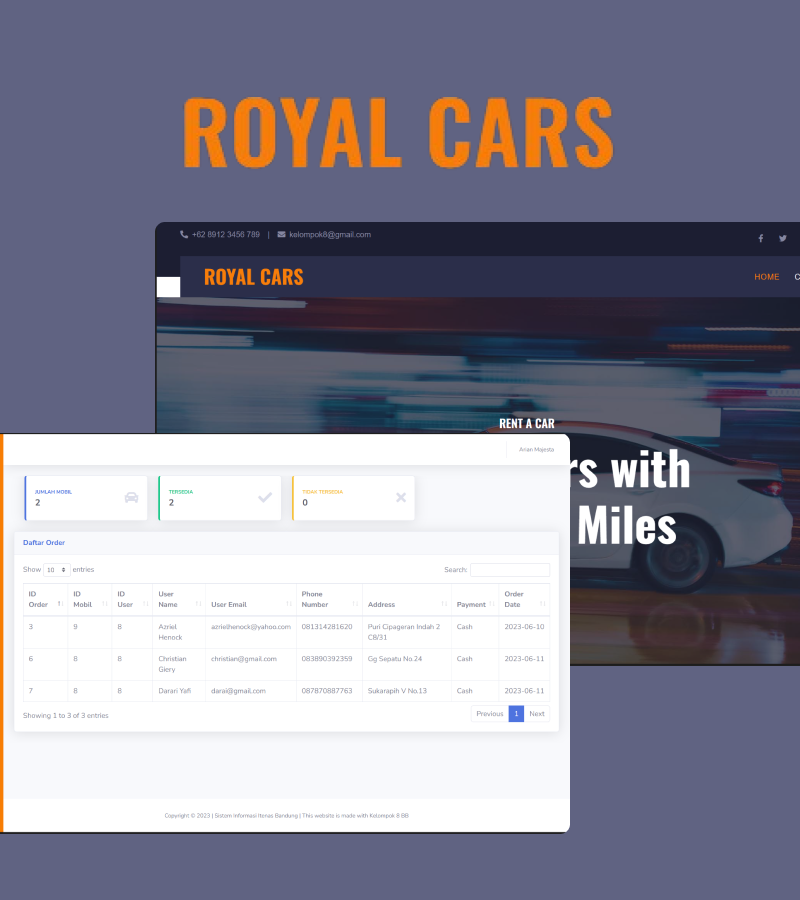 ROYAL CARS
+62 8912 3456 789 | kelompok8@gmail.com
ROYAL CARS
HOME
RENT A CAR
rs with
Miles
Arian Majesta
JUMLAH MOBIL
2
TERSEDIA
2
TIDAK TERSEDIA
0
Daftar Order
Show 10 entries
Search:
ID Order ID Mobil ID User User Name User Email Phone Number Address Payment Order Date
3 9 8 Azriel Henock azrielhenock@yahoo.com 081314281620 Puri Cipageran Indah 2 C8/31 Cash 2023-06-10
6 8 8 Christian Giery christian@gmail.com 083890392359 Gg Sepatu No.24 Cash 2023-06-11
7 8 8 Darari Yafi darai@gmail.com 087870887763 Sukarapih V No.13 Cash 2023-06-11
Showing 1 to 3 of 3 entries
Previous 1 Next
Copyright © 2023 | Sistem Informasi Itenas Bandung | This website is made with Kelompok 8 BB